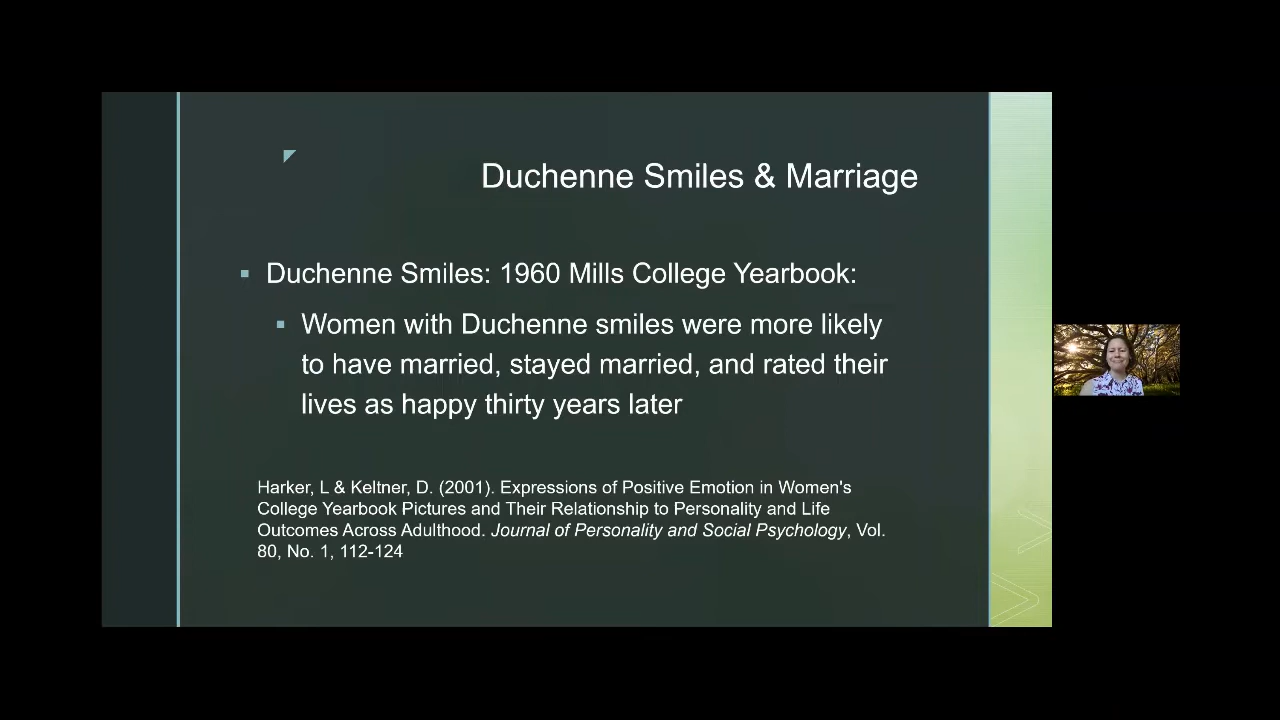 Duchenne Smiles & Marriage
Duchenne Smiles: 1960 Mills College Yearbook:
Women with Duchenne smiles were more likely
to have married, stayed married, and rated their
lives as happy thirty years later
Harker, L & Keltner, D. (2001). Expressions of Positive Emotion in Women's
College Yearbook Pictures and Their Relationship to Personality and Life
Outcomes Across Adulthood. Journal of Personality and Social Psychology, Vol.
80, No. 1, 112-124